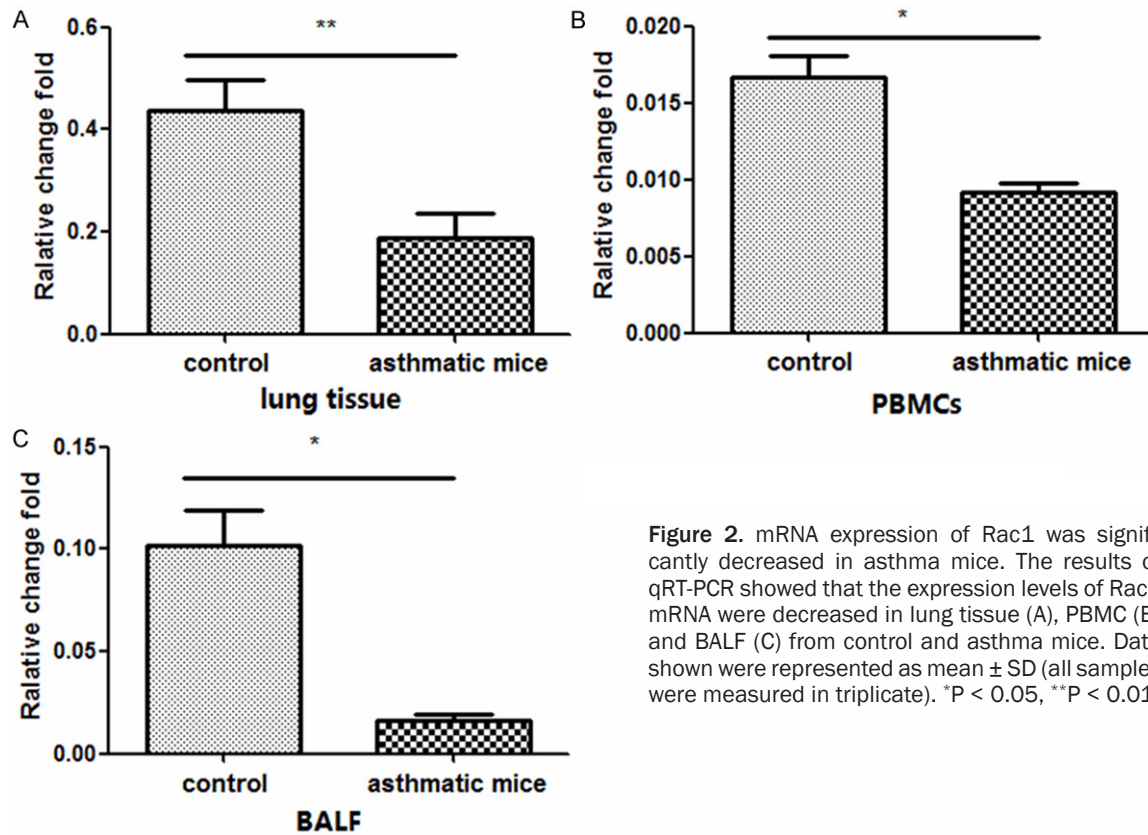 A
Ralative change fold
0.6
0.4
0.2
0.0
**
control
asthmatic mice
lung tissue
B
Ralative change fold
0.020
0.015
0.010
0.005
0.000
*
control
asthmatic mice
PBMCs
C
Ralative change fold
0.15
0.10
0.05
0.00
*
control
asthmatic mice
BALF
Figure 2. mRNA expression of Rac1 was signif
cantly decreased in asthma mice. The results o
qRT-PCR showed that the expression levels of Rac
mRNA were decreased in lung tissue (A), PBMC (B
and BALF (C) from control and asthma mice. Dat
shown were represented as mean ± SD (all sample
were measured in triplicate). *P < 0.05, **P < 0.01